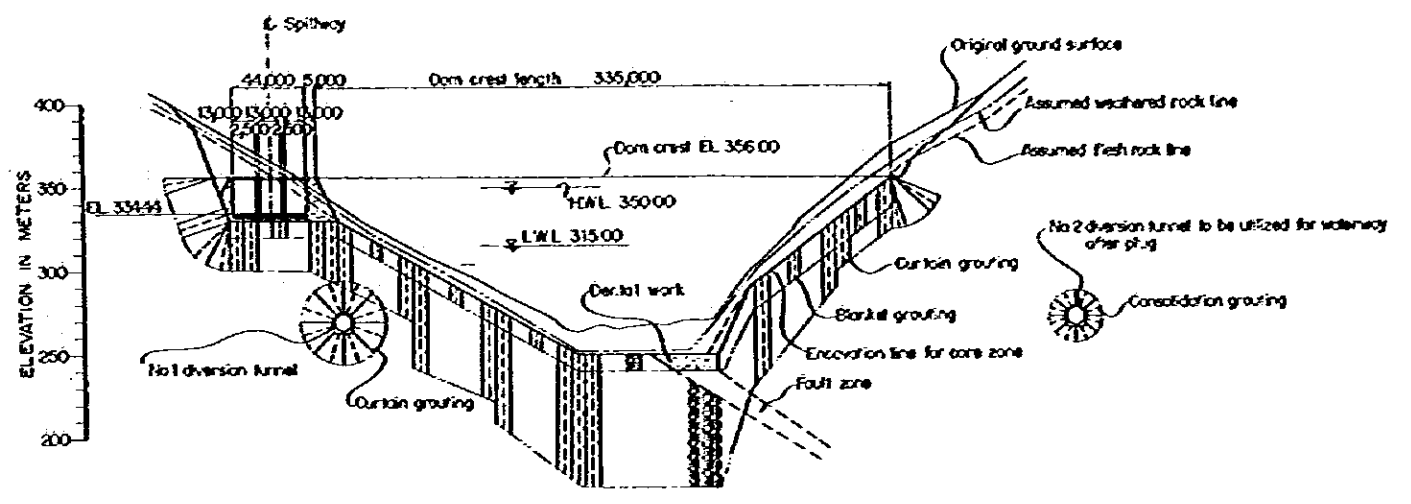 ℄ Spillway
Original ground surface
44,000 5,000
Dam crest length 335,000
Assumed weathered rock line
400
13,000 13,000 13,000
2,500 2,500
Dam crest EL 356.00
Assumed flesh rock line
350
H.W.L. 350.00
EL 334.48
No 2 diversion tunnel to be utilized for waterway
after plug
L.W.L 315.00
Curtain grouting
300
Dental work
Consolidation grouting
Blanket grouting
Excavation line for core zone
250
No 1 diversion tunnel
Fault zone
Curtain grouting
200
ELEVATION IN METERS